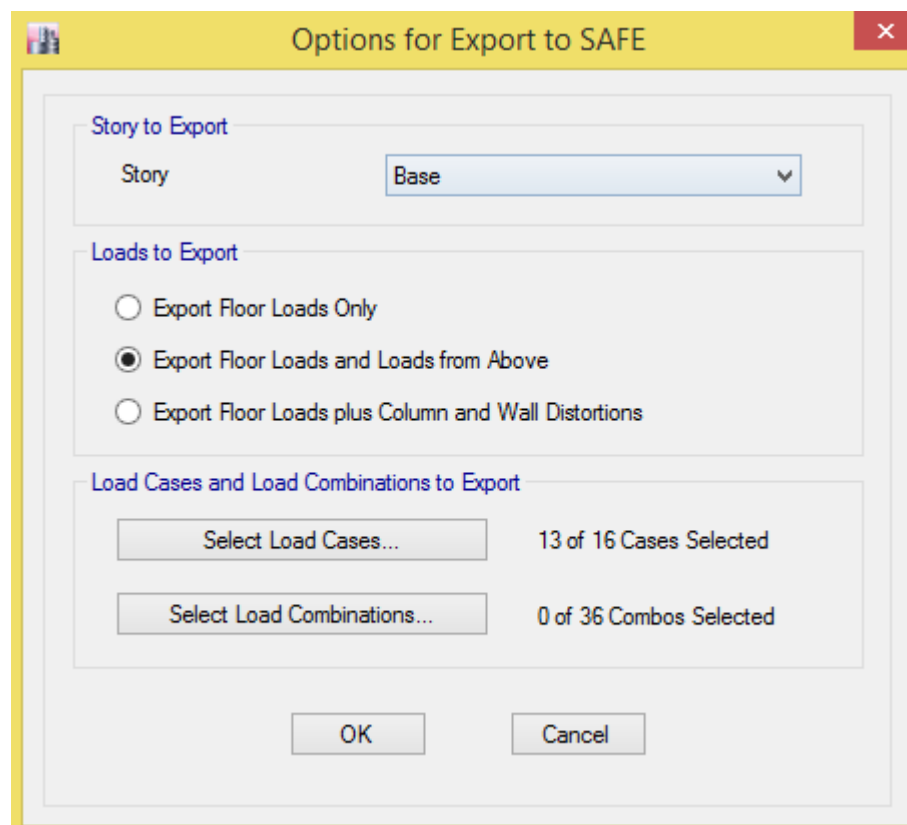 Options for Export to SAFE
Story to Export
Story Base
Loads to Export
Export Floor Loads Only
Export Floor Loads and Loads from Above
Export Floor Loads plus Column and Wall Distortions
Load Cases and Load Combinations to Export
Select Load Cases... 13 of 16 Cases Selected
Select Load Combinations... 0 of 36 Combos Selected
OK Cancel